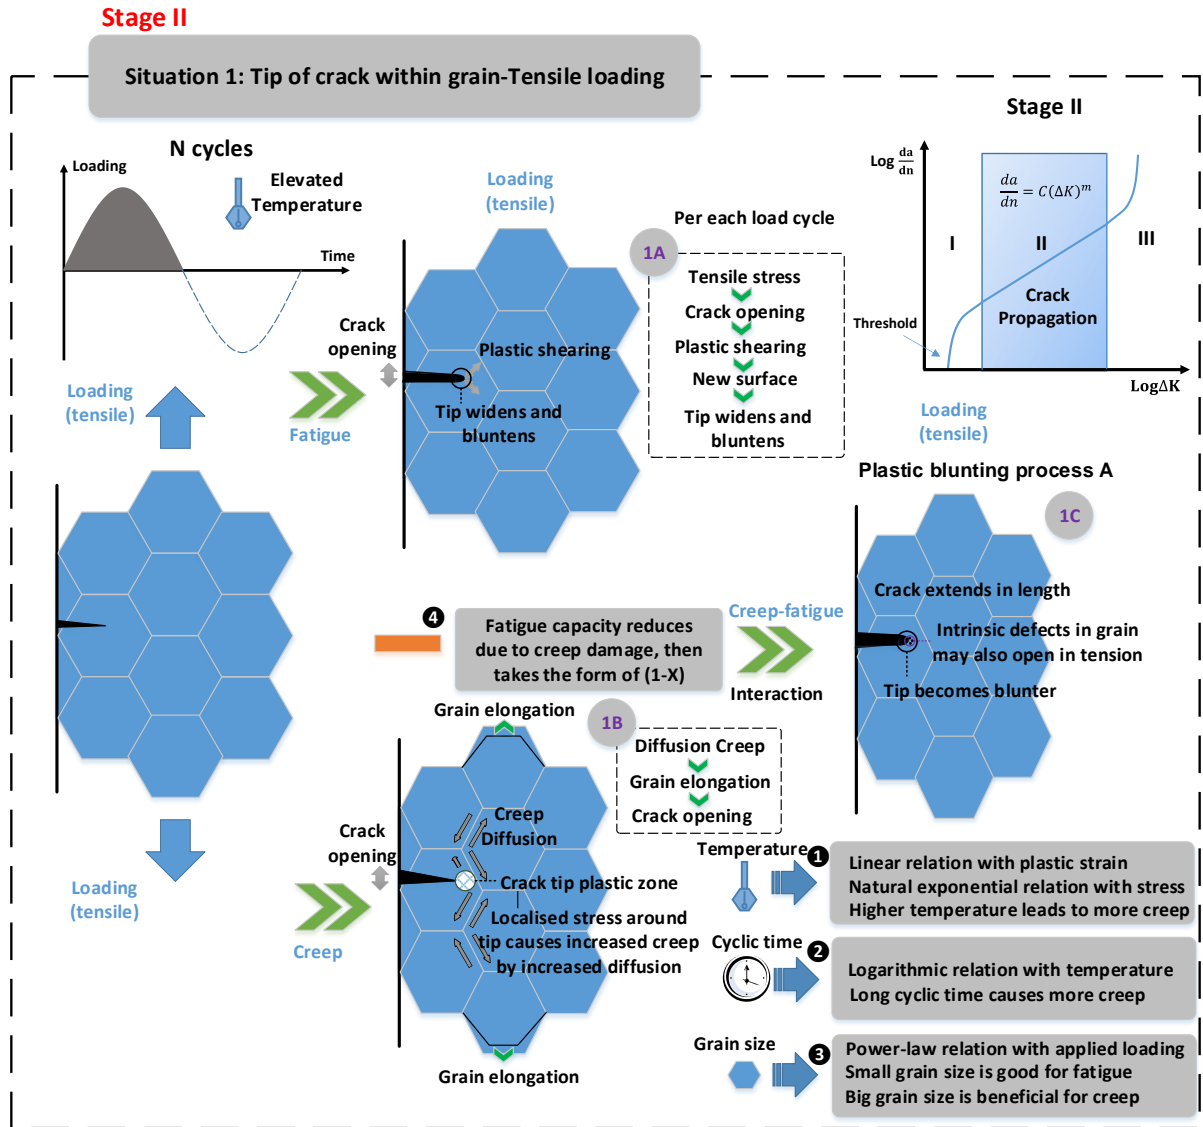 Stage II
Situation 1: Tip of crack within grain-Tensile loading
N cycles
Loading
Elevated
Temperature
Time
Loading
(tensile)
Per each load cycle
1A
Tensile stress
Crack opening
Plastic shearing
New surface
Tip widens and
bluntens
Stage II
Log da/dn
da/dn = C(ΔK)^m
I
II
III
Crack
Propagation
Threshold
LogΔK
Crack
opening
Plastic shearing
Tip widens and
bluntens
Loading
(tensile)
Fatigue
Loading
(tensile)
Plastic blunting process A
1C
Crack extends in length
Intrinsic defects in grain
may also open in tension
Tip becomes blunter
4
Fatigue capacity reduces
due to creep damage, then
takes the form of (1-X)
Creep-fatigue
Interaction
Grain elongation
1B
Diffusion Creep
Grain elongation
Crack opening
Crack
opening
Creep
Diffusion
Crack tip plastic zone
Localised stress around
tip causes increased creep
by increased diffusion
Grain elongation
Loading
(tensile)
Creep
Temperature
1
Linear relation with plastic strain
Natural exponential relation with stress
Higher temperature leads to more creep
Cyclic time
2
Logarithmic relation with temperature
Long cyclic time causes more creep
Grain size
3
Power-law relation with applied loading
Small grain size is good for fatigue
Big grain size is beneficial for creep